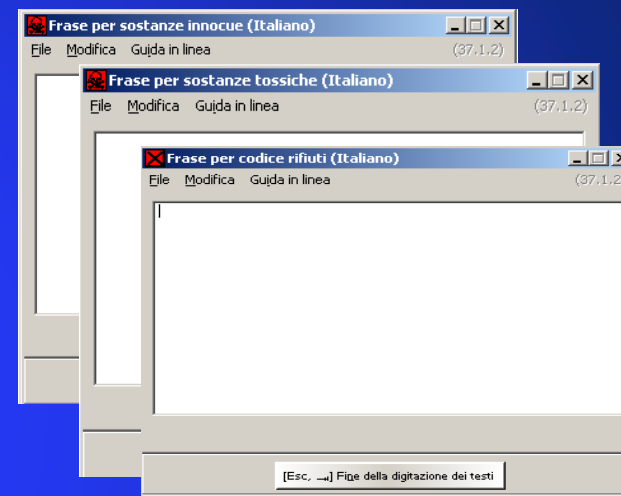 Frase per sostanze innocue (Italiano)
File Modifica Guida in linea (37.1.2)
Frase per sostanze tossiche (Italiano)
File Modifica Guida in linea (37.1.2)
Frase per codice rifiuti (Italiano)
File Modifica Guida in linea (37.1.2
[Esc, ⏎] Fine della digitazione dei testi